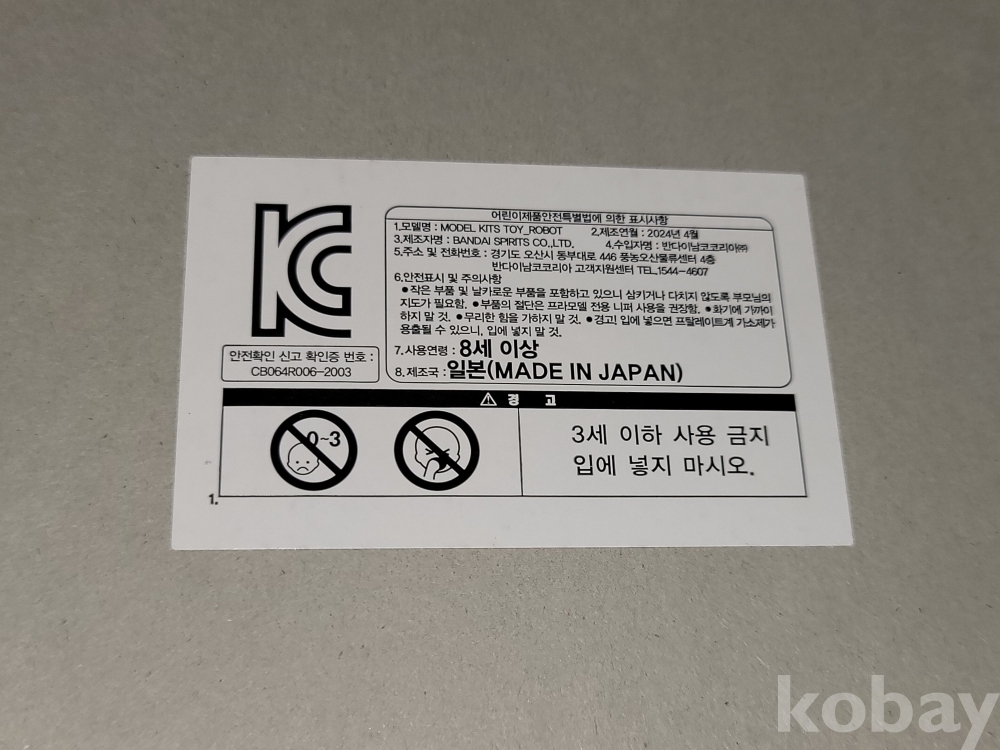 KC
어린이제품안전특별법에 의한 표시사항
1.모델명 : MODEL KITS TOY_ROBOT 2.제조연월 : 2024년 4월
3.제조자명 : BANDAI SPIRITS CO.,LTD. 4.수입자명 : 반다이남코코리아㈜
5.주소 및 전화번호 : 경기도 오산시 동부대로 446 풍농오산물류센터 4층
반다이남코코리아 고객지원센터 TEL.1544-4607
6.안전표시 및 주의사항
●작은 부품 및 날카로운 부품을 포함하고 있으니 삼키거나 다치지 않도록 부모님의
지도가 필요함. ●부품의 절단은 프라모델 전용 니퍼 사용을 권장함. ●화기에 가까이
하지 말 것. ●무리한 힘을 가하지 말 것. ●경고! 입에 넣으면 프탈레이트계 가소제가
용출될 수 있으니, 입에 넣지 말 것.
7.사용연령 : 8세 이상
8.제조국 : 일본(MADE IN JAPAN)
안전확인 신고 확인증 번호 :
CB064R006-2003
⚠ 경 고
0~3
3세 이하 사용 금지
입에 넣지 마시오.
1.
kobay